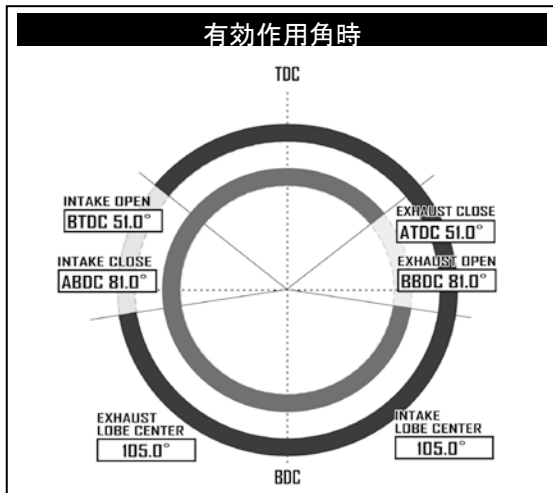 有効作用角時
TDC
INTAKE OPEN
BTDC 51.0°
EXHAUST CLOSE
ATDC 51.0°
INTAKE CLOSE
ABDC 81.0°
EXHAUST OPEN
BBDC 81.0°
EXHAUST
LOBE CENTER
105.0°
INTAKE
LOBE CENTER
105.0°
BDC